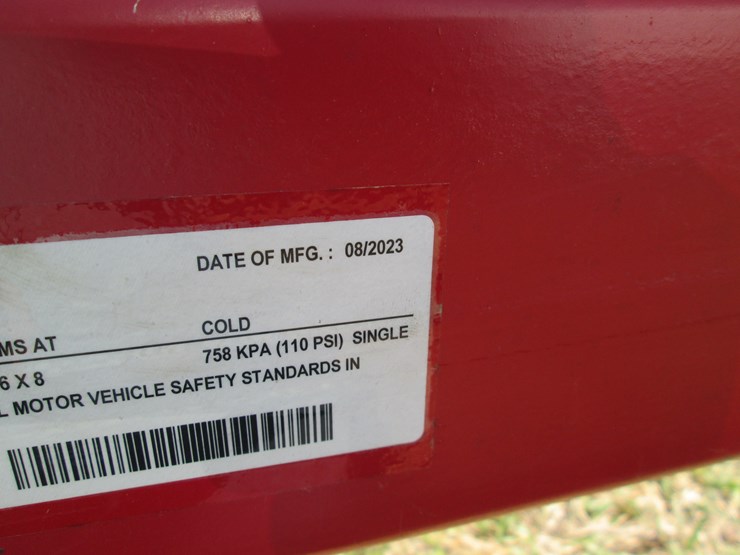 DATE OF MFG. : 08/2023
MS AT COLD
6 X 8 758 KPA (110 PSI) SINGLE
L MOTOR VEHICLE SAFETY STANDARDS IN